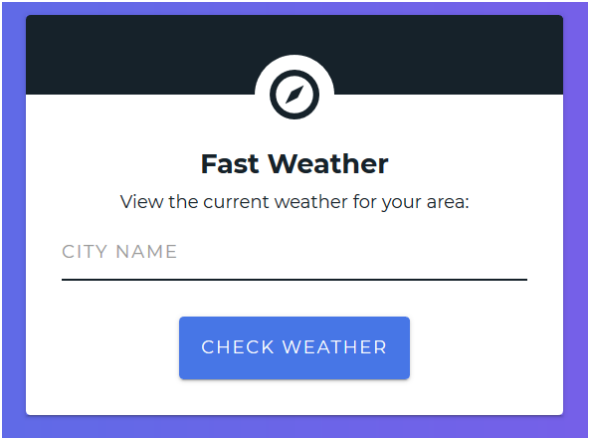 Fast Weather
View the current weather for your area:
CITY NAME
CHECK WEATHER